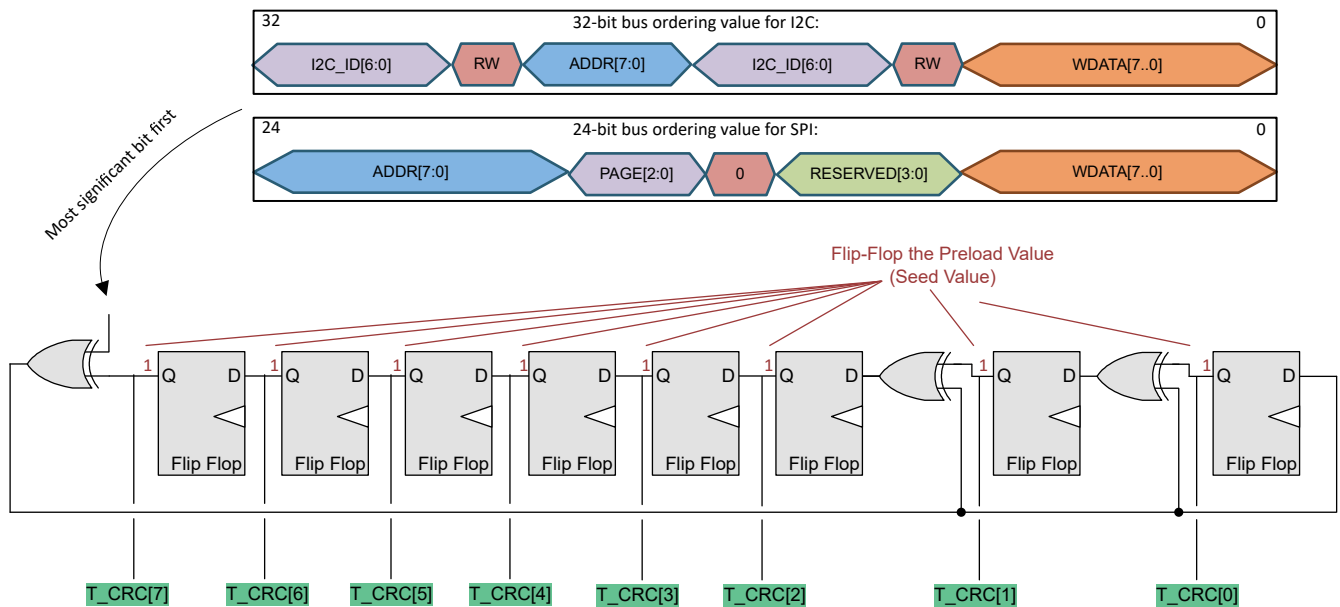 32 32-bit bus ordering value for I2C: 0
I2C_ID[6:0] RW ADDR[7:0] I2C_ID[6:0] RW WDATA[7..0]
24 24-bit bus ordering value for SPI: 0
ADDR[7:0] PAGE[2:0] 0 RESERVED[3:0] WDATA[7..0]
Most significant bit first
Flip-Flop the Preload Value
(Seed Value)
1 1 1 1 1 1 1 1
Q D Q D Q D Q D Q D Q D Q D Q D
Flip Flop Flip Flop Flip Flop Flip Flop Flip Flop Flip Flop Flip Flop Flip Flop
T_CRC[7] T_CRC[6] T_CRC[5] T_CRC[4] T_CRC[3] T_CRC[2] T_CRC[1] T_CRC[0]